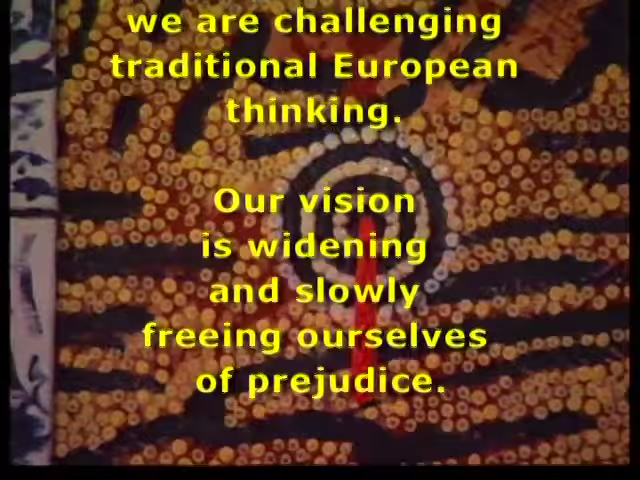 we are challenging
traditional European
thinking.
Our vision
is widening
and slowly
freeing ourselves
of prejudice.